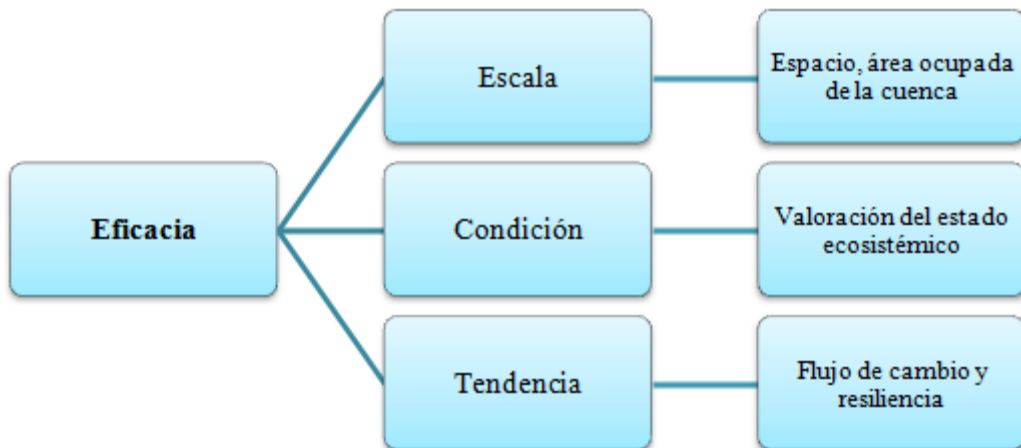 Escala
Espacio, área ocupada
de la cuenca
Eficacia
Condición
Valoración del estado
ecosistémico
Tendencia
Flujo de cambio y
resiliencia